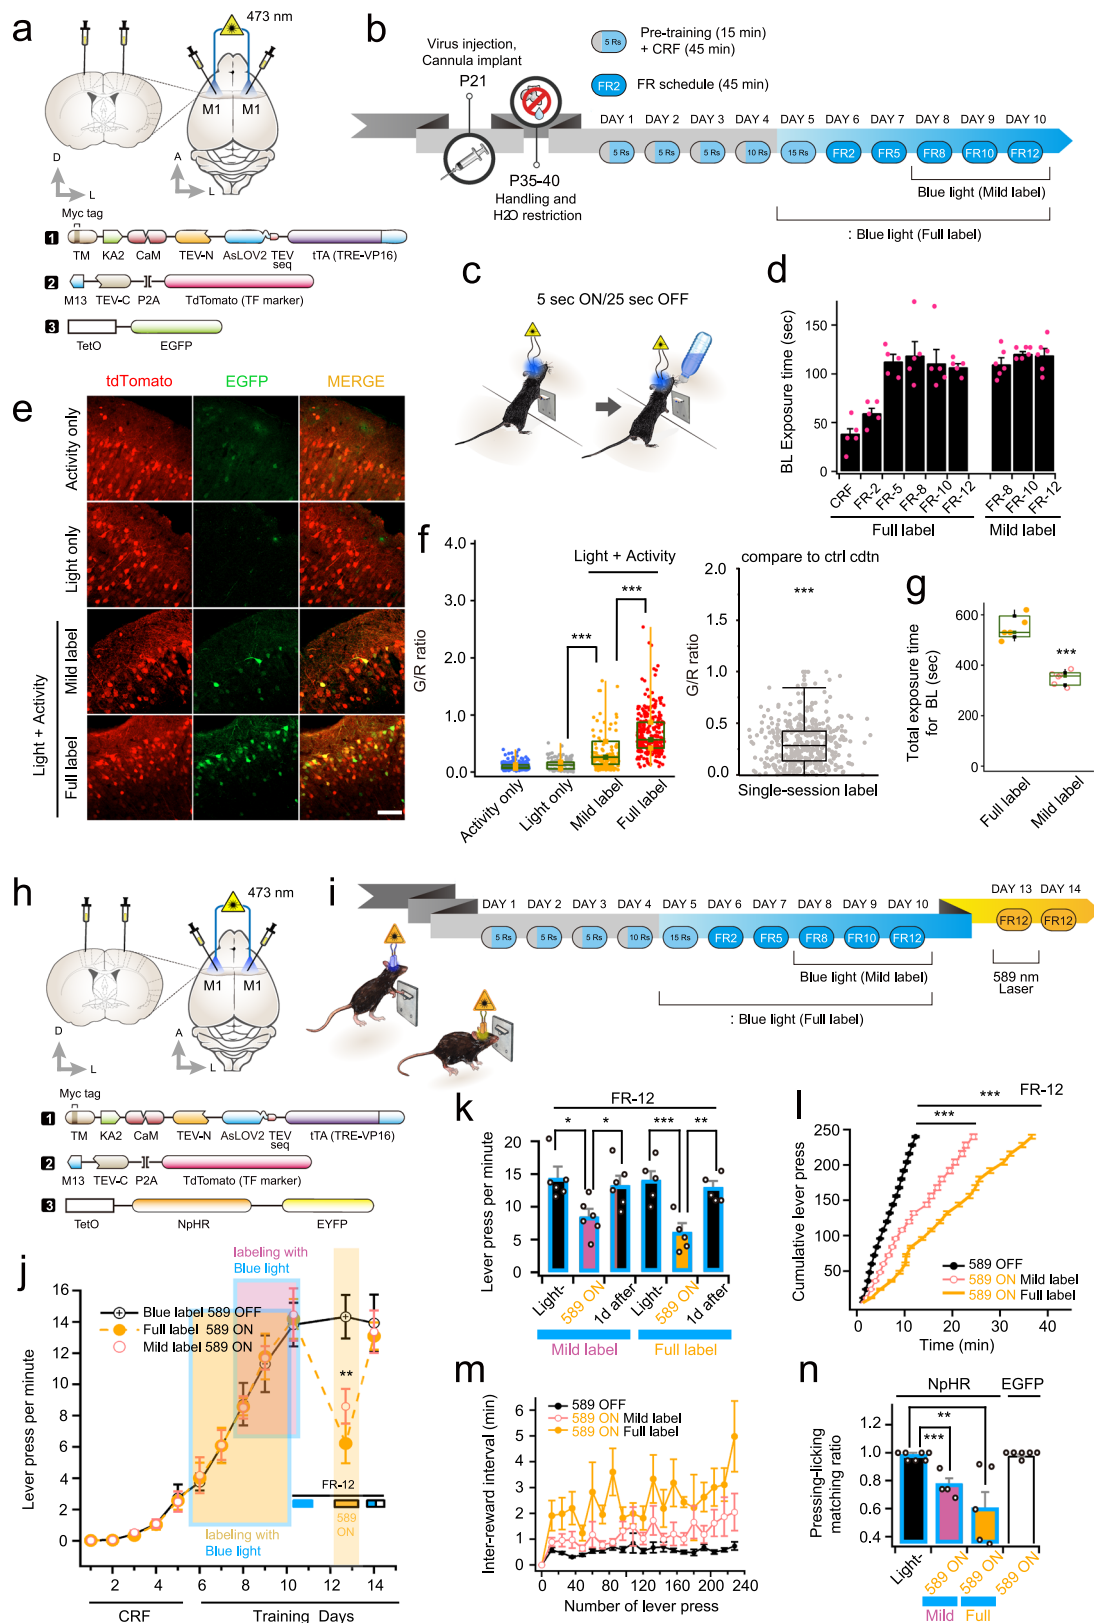 a
473 nm
M1 M1
D
L
A
L
Myc tag
1
TM KA2 CaM TEV-N AsLOV2 TEV seq tTA (TRE-VP16)
2
M13 TEV-C P2A TdTomato (TF marker)
3
TetO EGFP
b
Virus injection,
Cannula implant
P21
P35-40
Handling and
H2O restriction
5 Rs Pre-training (15 min)
+ CRF (45 min)
FR2 FR schedule (45 min)
DAY 1 DAY 2 DAY 3 DAY 4 DAY 5 DAY 6 DAY 7 DAY 8 DAY 9 DAY 10
5 Rs 5 Rs 5 Rs 10 Rs 15 Rs FR2 FR5 FR8 FR10 FR12
Blue light (Mild label)
: Blue light (Full label)
c
5 sec ON/25 sec OFF
d
BL Exposure time (sec)
150
100
50
0
CRF FR-2 FR-5 FR-8 FR-10 FR-12 FR-8 FR-10 FR-12
Full label Mild label
e
tdTomato EGFP MERGE
Activity only
Light only
Mild label
Full label
Light + Activity
f
Light + Activity
G/R ratio
4.0
3.0
2.0
1.0
0.0
***
***
Activity only Light only Mild label Full label
compare to ctrl cdtn
G/R ratio
2.0
1.5
1.0
0.5
0
***
Single-session label
g
Total exposure time
for BL (sec)
600
400
200
0
***
Full label Mild label
h
473 nm
M1 M1
D
L
A
L
Myc tag
1
TM KA2 CaM TEV-N AsLOV2 TEV seq tTA (TRE-VP16)
2
M13 TEV-C P2A TdTomato (TF marker)
3
TetO NpHR EYFP
i
DAY 1 DAY 2 DAY 3 DAY 4 DAY 5 DAY 6 DAY 7 DAY 8 DAY 9 DAY 10 DAY 13 DAY 14
5 Rs 5 Rs 5 Rs 10 Rs 15 Rs FR2 FR5 FR8 FR10 FR12 FR12 FR12
Blue light (Mild label)
: Blue light (Full label)
589 nm
Laser
j
Lever press per minute
16
14
12
10
8
6
4
2
0
labeling with
Blue light
Blue label 589 OFF
Full label 589 ON
Mild label 589 ON
**
FR-12
589
ON
labeling with
Blue light
2 4 6 8 10 12 14
CRF Training Days
k
FR-12
* * *** **
Lever press per minute
20
15
10
5
0
Light- 589 ON 1d after Light- 589 ON 1d after
Mild label Full label
l
FR-12
***
***
Cumulative lever press
250
200
150
100
50
0
589 OFF
589 ON Mild label
589 ON Full label
0 10 20 30 40
Time (min)
m
Inter-reward interval (min)
7
6
5
4
3
2
1
0
589 OFF
589 ON Mild label
589 ON Full label
0 30 60 90 120 150 180 210 240
Number of lever press
n
NpHR EGFP
**
***
Pressing-licking
matching ratio
1.2
1.0
0.8
0.6
0.4
Light- 589 ON 589 ON 589 ON
Mild Full